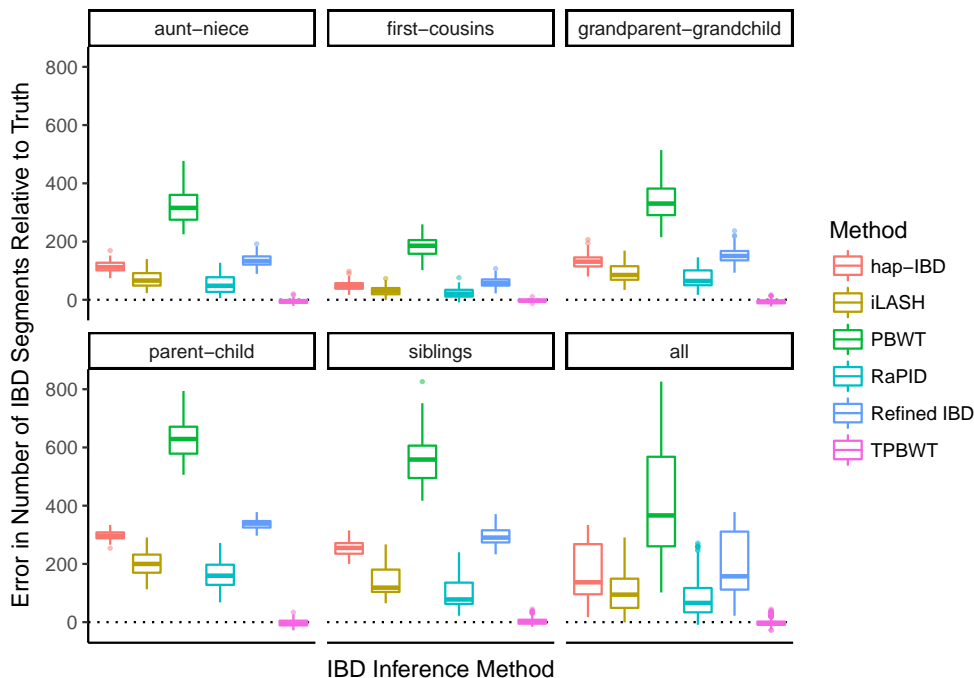 aunt−niece
first−cousins
grandparent−grandchild
800
600
400
200
0
parent−child
siblings
all
800
600
400
200
0
Error in Number of IBD Segments Relative to Truth
IBD Inference Method
Method
hap−IBD
iLASH
PBWT
RaPID
Refined IBD
TPBWT